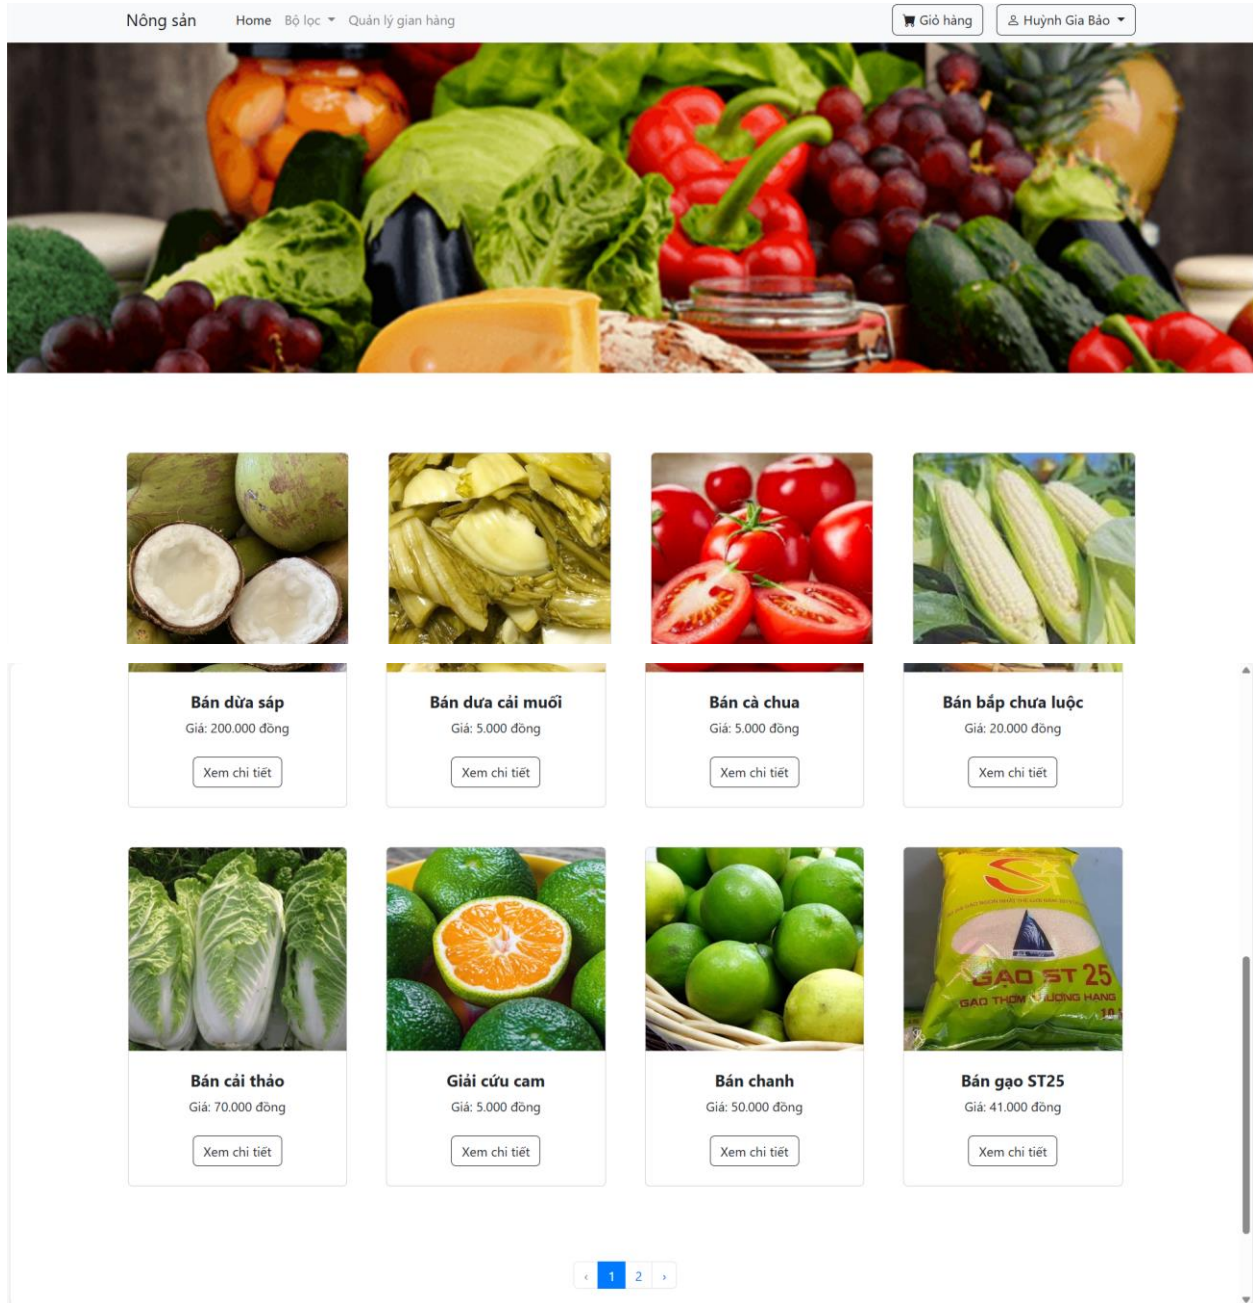 Nông sản Home Bộ lọc Quản lý gian hàng Giỏ hàng Huỳnh Gia Bảo
Bán dừa sáp
Giá: 200.000 đồng
Xem chi tiết
Bán dưa cải muối
Giá: 5.000 đồng
Xem chi tiết
Bán cà chua
Giá: 5.000 đồng
Xem chi tiết
Bán bắp chưa luộc
Giá: 20.000 đồng
Xem chi tiết
Bán cải thảo
Giá: 70.000 đồng
Xem chi tiết
Giải cứu cam
Giá: 5.000 đồng
Xem chi tiết
Bán chanh
Giá: 50.000 đồng
Xem chi tiết
GẠO ST 25
GẠO THƠM THƯỢNG HẠNG
Bán gạo ST25
Giá: 41.000 đồng
Xem chi tiết
‹ 1 2 ›